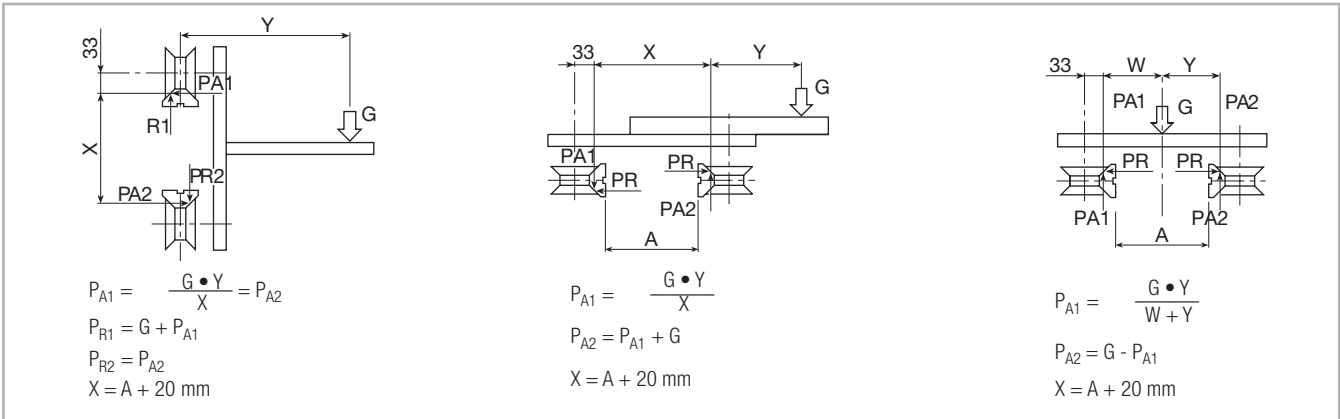 Y
33
PA1
G
R1
X
PR2
PA2
P_A1 = G • Y / X = P_A2
P_R1 = G + P_A1
P_R2 = P_A2
X = A + 20 mm
33 X Y
G
PA1
PR PR
PA2
A
P_A1 = G • Y / X
P_A2 = P_A1 + G
X = A + 20 mm
33 W Y
PA1 G PA2
PR PR
PA1 PA2
A
P_A1 = G • Y / W + Y
P_A2 = G - P_A1
X = A + 20 mm